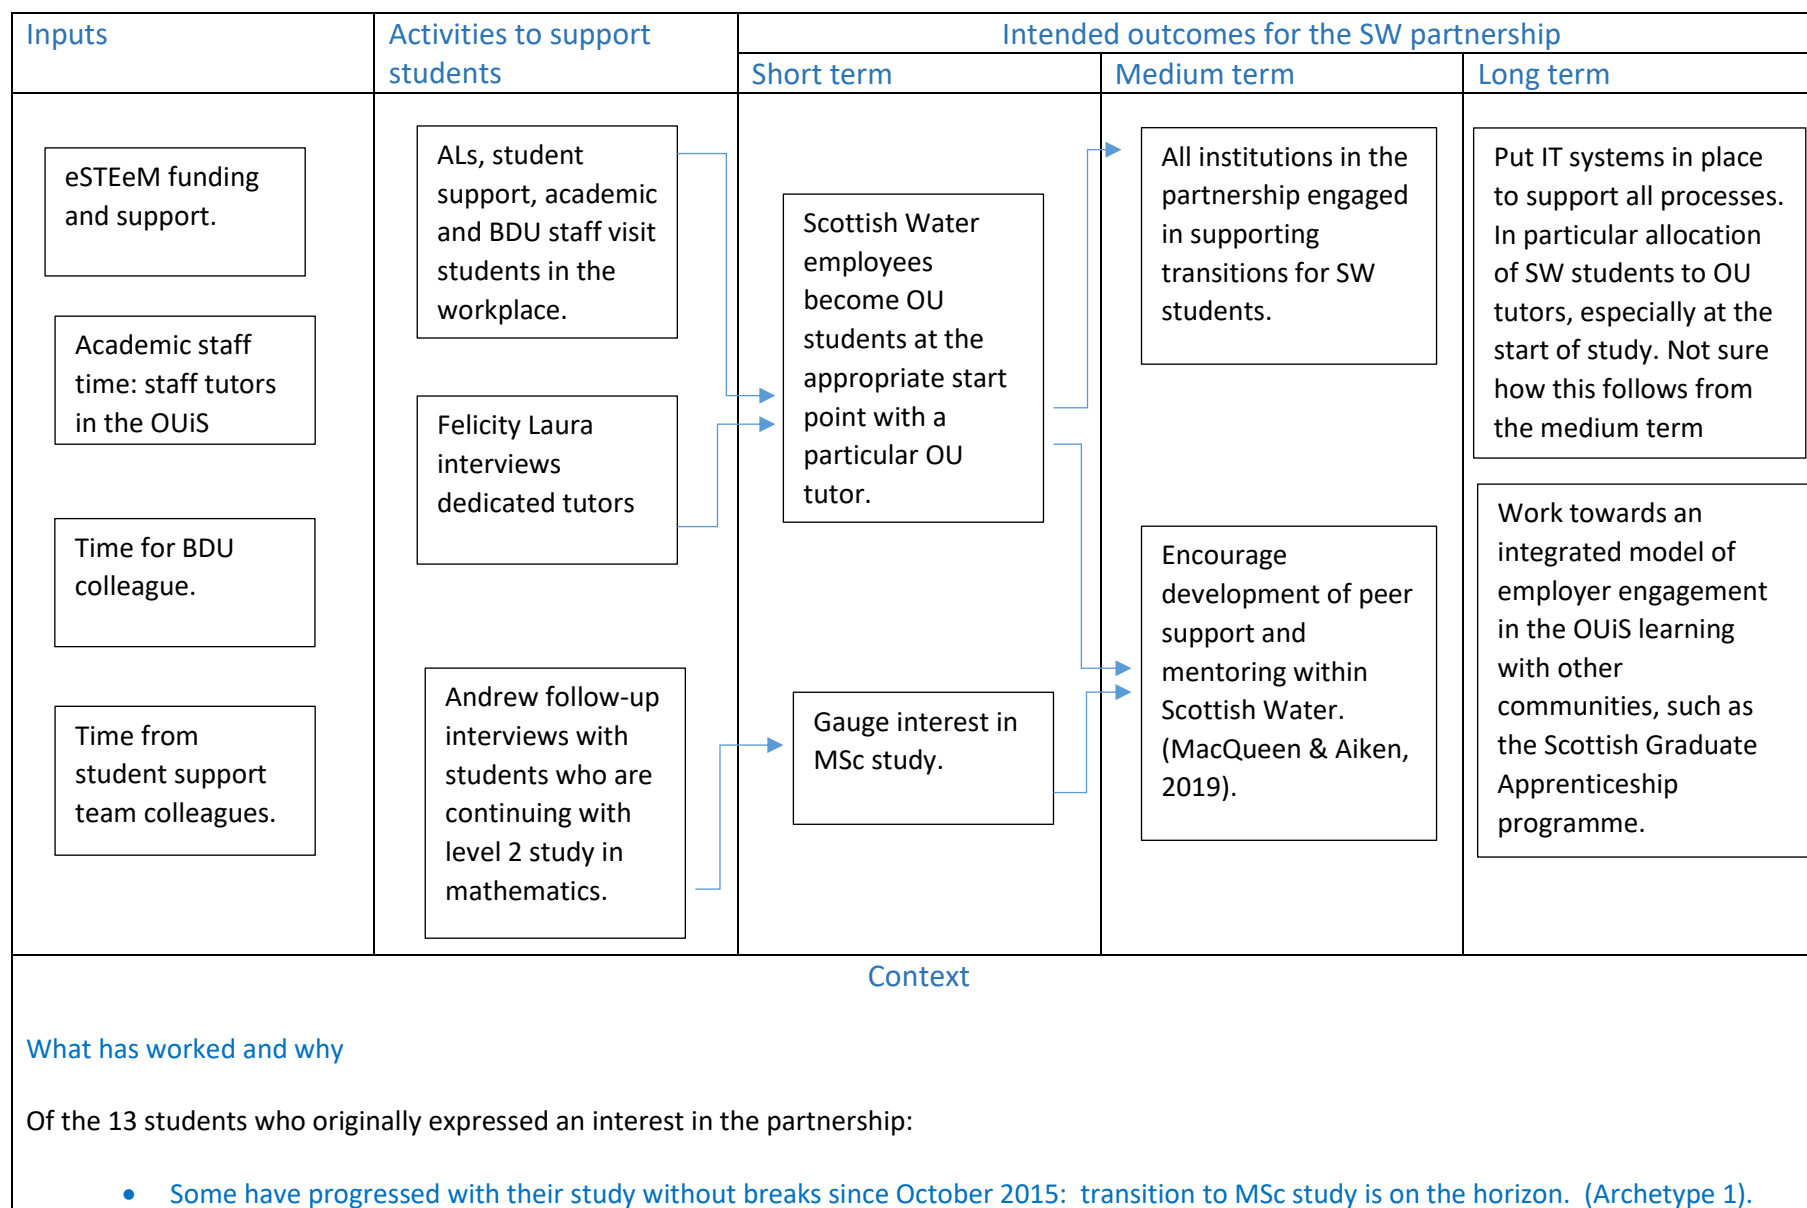 Inputs
Activities to support
students
Intended outcomes for the SW partnership
Short term
Medium term
Long term
eSTEeM funding
and support.
Academic staff
time: staff tutors
in the OUiS
Time for BDU
colleague.
Time from
student support
team colleagues.
ALs, student
support, academic
and BDU staff visit
students in the
workplace.
Felicity Laura
interviews
dedicated tutors
Andrew follow-up
interviews with
students who are
continuing with
level 2 study in
mathematics.
Scottish Water
employees
become OU
students at the
appropriate start
point with a
particular OU
tutor.
Gauge interest in
MSc study.
All institutions in the
partnership engaged
in supporting
transitions for SW
students.
Encourage
development of peer
support and
mentoring within
Scottish Water.
(MacQueen & Aiken,
2019).
Put IT systems in place
to support all processes.
In particular allocation
of SW students to OU
tutors, especially at the
start of study. Not sure
how this follows from
the medium term
Work towards an
integrated model of
employer engagement
in the OUiS learning
with other
communities, such as
the Scottish Graduate
Apprenticeship
programme.
Context
What has worked and why
Of the 13 students who originally expressed an interest in the partnership:
• Some have progressed with their study without breaks since October 2015: transition to MSc study is on the horizon. (Archetype 1).